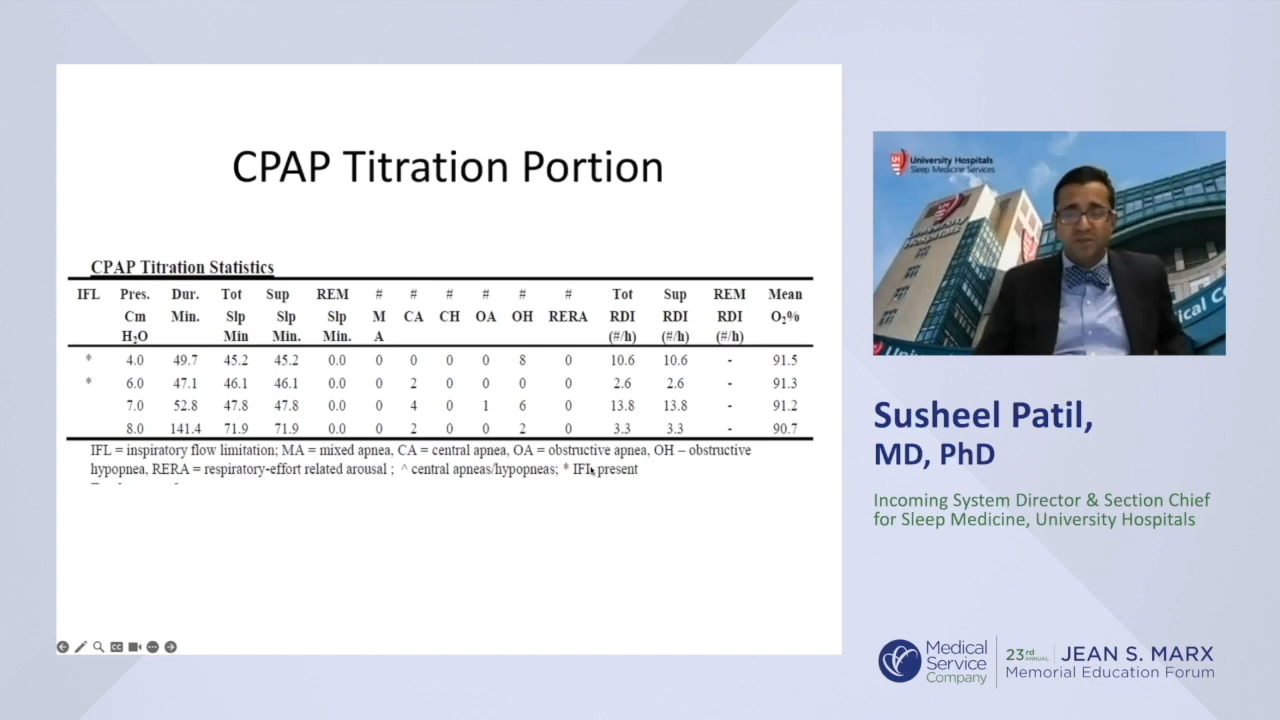 CPAP Titration Portion
CPAP Titration Statistics
IFL Pres. Dur. Tot Sup REM # # # # # # Tot Sup REM Mean
Cm Min. Slp Slp Slp M CA CH OA OH RERA RDI RDI RDI O₂%
H₂O Min Min. Min. A (#/h) (#/h) (#/h)
* 4.0 49.7 45.2 45.2 0.0 0 0 0 0 8 0 10.6 10.6 - 91.5
* 6.0 47.1 46.1 46.1 0.0 0 2 0 0 0 0 2.6 2.6 - 91.3
7.0 52.8 47.8 47.8 0.0 0 4 0 1 6 0 13.8 13.8 - 91.2
8.0 141.4 71.9 71.9 0.0 0 2 0 0 2 0 3.3 3.3 - 90.7
IFL = inspiratory flow limitation; MA = mixed apnea, CA = central apnea, OA = obstructive apnea, OH – obstructive
hypopnea, RERA = respiratory-effort related arousal ; ^ central apneas/hypopneas; * IFL present
UH University Hospitals
Sleep Medicine Services
UH
University
Hospitals
Susheel Patil,
MD, PhD
Incoming System Director & Section Chief
for Sleep Medicine, University Hospitals
Medical
Service
Company
23rd ANNUAL JEAN S. MARX
Memorial Education Forum